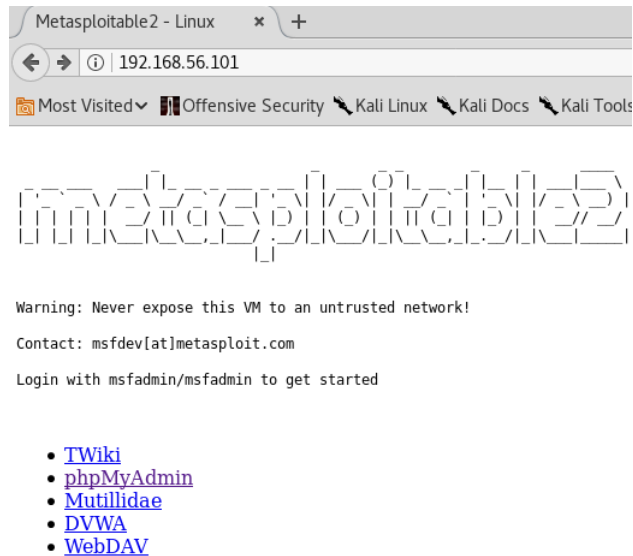 Metasploitable2 - Linux
192.168.56.101
Most Visited Offensive Security Kali Linux Kali Docs Kali Tools
metasploitable2
Warning: Never expose this VM to an untrusted network!
Contact: msfdev[at]metasploit.com
Login with msfadmin/msfadmin to get started
TWiki
phpMyAdmin
Mutillidae
DVWA
WebDAV